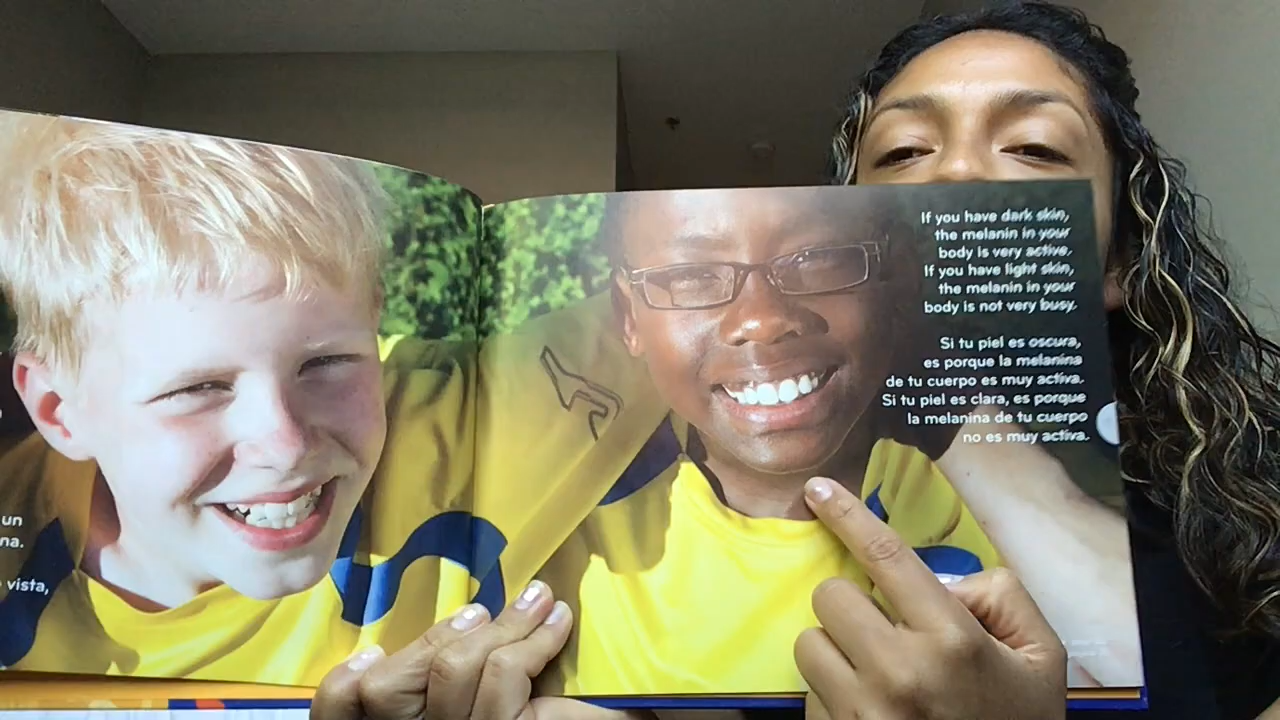 un
na.
vista,
If you have dark skin,
the melanin in your
body is very active.
If you have light skin,
the melanin in your
body is not very busy.
Si tu piel es oscura,
es porque la melanina
de tu cuerpo es muy activa.
Si tu piel es clara, es porque
la melanina de tu cuerpo
no es muy activa.